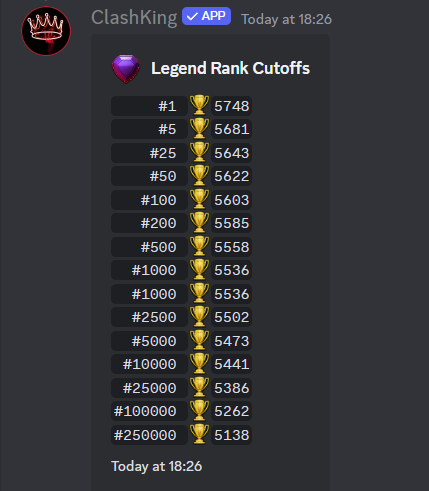 ClashKing ✓ APP Today at 18:26
Legend Rank Cutoffs
#1 🏆 5748
#5 🏆 5681
#25 🏆 5643
#50 🏆 5622
#100 🏆 5603
#200 🏆 5585
#500 🏆 5558
#1000 🏆 5536
#1000 🏆 5536
#2500 🏆 5502
#5000 🏆 5473
#10000 🏆 5441
#25000 🏆 5386
#100000 🏆 5262
#250000 🏆 5138
Today at 18:26